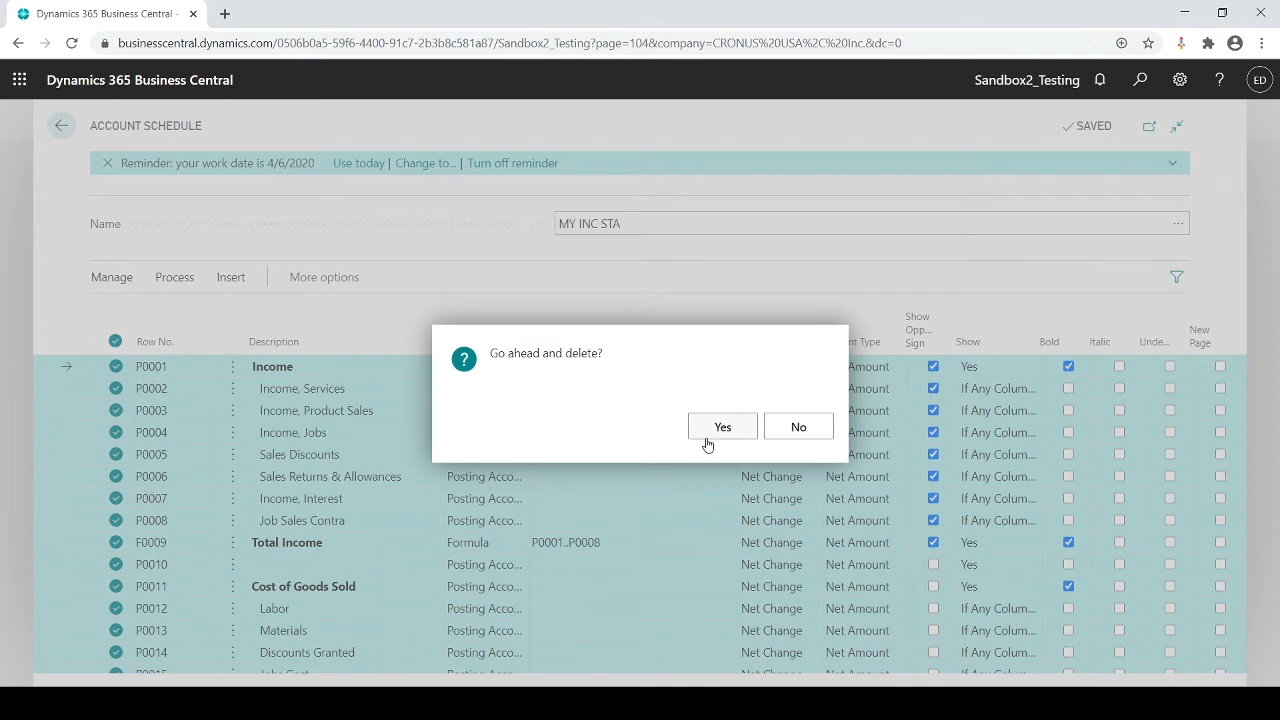 Dynamics 365 Business Central -
businesscentral.dynamics.com/0506b0a5-59f6-4400-91c7-2b3b8c581a87/Sandbox2_Testing?page=104&company=CRONUS%20USA%2C%20Inc.&dc=0
Dynamics 365 Business Central Sandbox2_Testing ? ED
ACCOUNT SCHEDULE SAVED
Reminder: your work date is 4/6/2020 Use today | Change to... | Turn off reminder
Name MY INC STA ...
Manage Process Insert More options
Show
Opp... New
Row No. Description nt Type Sign Show Bold Italic Unde... Page
P0001 Income Amount Yes
P0002 Income, Services Amount If Any Colum...
P0003 Income, Product Sales Amount If Any Colum...
P0004 Income, Jobs Amount If Any Colum...
P0005 Sales Discounts Amount If Any Colum...
? Go ahead and delete?
Yes No
P0006 Sales Returns & Allowances Posting Acco... Net Change Net Amount If Any Colum...
P0007 Income, Interest Posting Acco... Net Change Net Amount If Any Colum...
P0008 Job Sales Contra Posting Acco... Net Change Net Amount If Any Colum...
F0009 Total Income Formula P0001..P0008 Net Change Net Amount Yes
P0010 Posting Acco... Net Change Net Amount Yes
P0011 Cost of Goods Sold Posting Acco... Net Change Net Amount Yes
P0012 Labor Posting Acco... Net Change Net Amount If Any Colum...
P0013 Materials Posting Acco... Net Change Net Amount If Any Colum...
P0014 Discounts Granted Posting Acco... Net Change Net Amount If Any Colum...